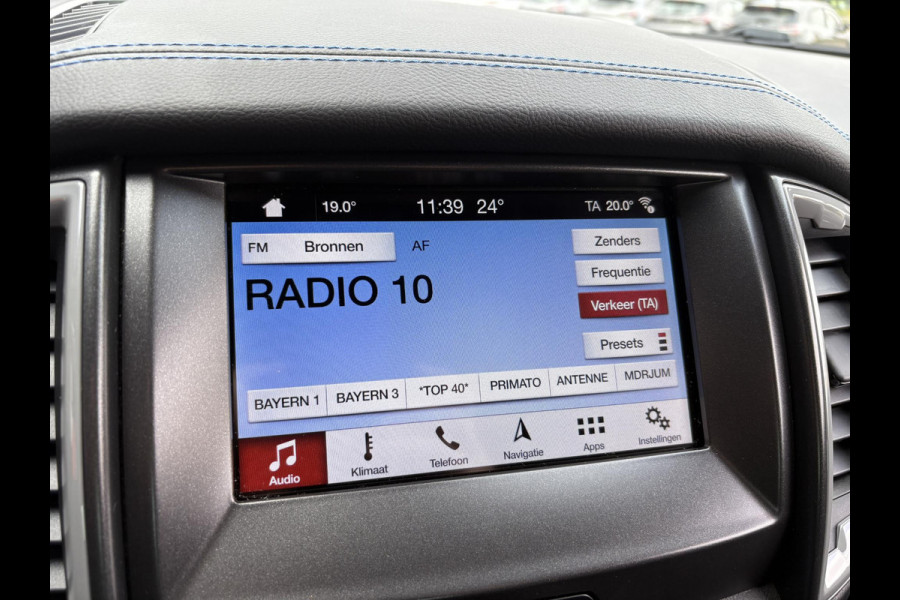 19.0° 11:39 24° TA 20.0°
FM Bronnen AF Zenders
RADIO 10
Frequentie
Verkeer (TA)
Presets
BAYERN 1 BAYERN 3 *TOP 40* PRIMATO ANTENNE MDRJUM
Audio Klimaat Telefoon Navigatie Apps Instellingen